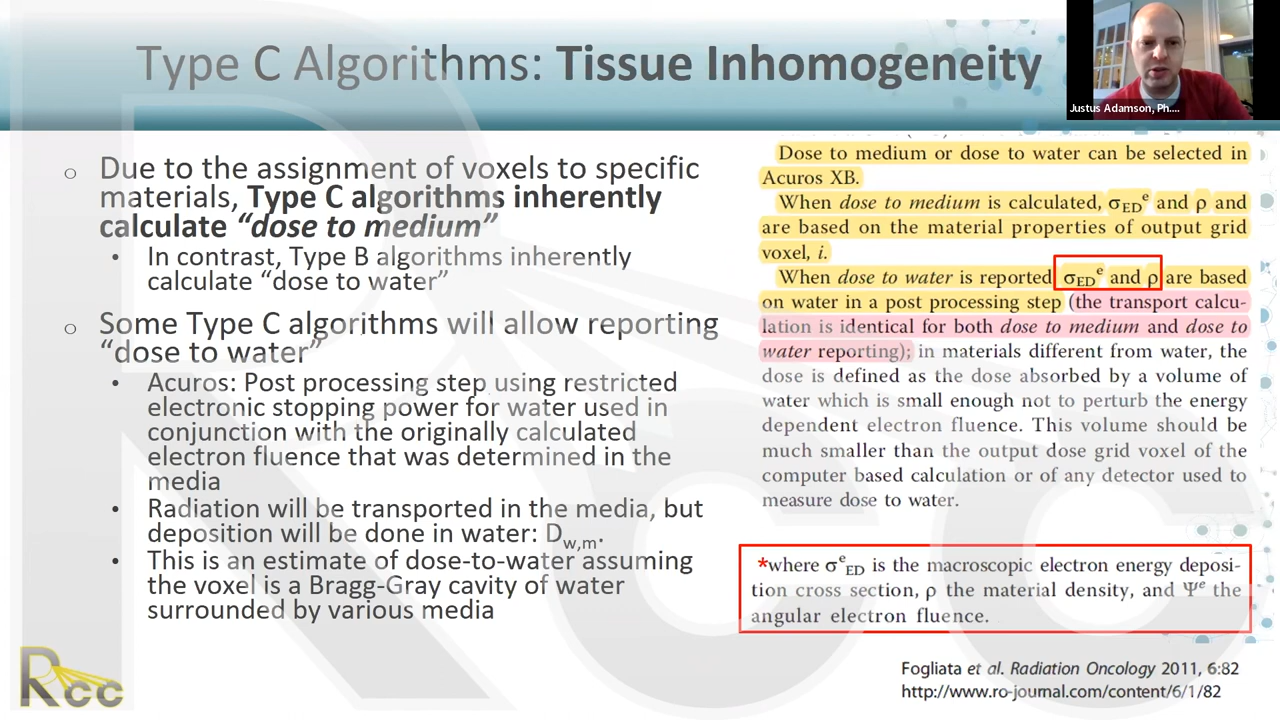 Type C Algorithms: Tissue Inhomogeneity
Justus Adamson, Ph....
○ Due to the assignment of voxels to specific
materials, Type C algorithms inherently
calculate “dose to medium”
• In contrast, Type B algorithms inherently
calculate “dose to water”
○ Some Type C algorithms will allow reporting
“dose to water”
• Acuros: Post processing step using restricted
electronic stopping power for water used in
conjunction with the originally calculated
electron fluence that was determined in the
media
• Radiation will be transported in the media, but
deposition will be done in water: Dw,m.
• This is an estimate of dose-to-water assuming
the voxel is a Bragg-Gray cavity of water
surrounded by various media
Dose to medium or dose to water can be selected in
Acuros XB.
When dose to medium is calculated, σEDe and ρ and
are based on the material properties of output grid
voxel, i.
When dose to water is reported σEDe and ρ are based
on water in a post processing step (the transport calcu-
lation is identical for both dose to medium and dose to
water reporting); in materials different from water, the
dose is defined as the dose absorbed by a volume of
water which is small enough not to perturb the energy
dependent electron fluence. This volume should be
much smaller than the output dose grid voxel of the
computer based calculation or of any detector used to
measure dose to water.
*where σeED is the macroscopic electron energy deposi-
tion cross section, ρ the material density, and Ψe the
angular electron fluence.
Fogliata et al. Radiation Oncology 2011, 6:82
http://www.ro-journal.com/content/6/1/82
Rcc